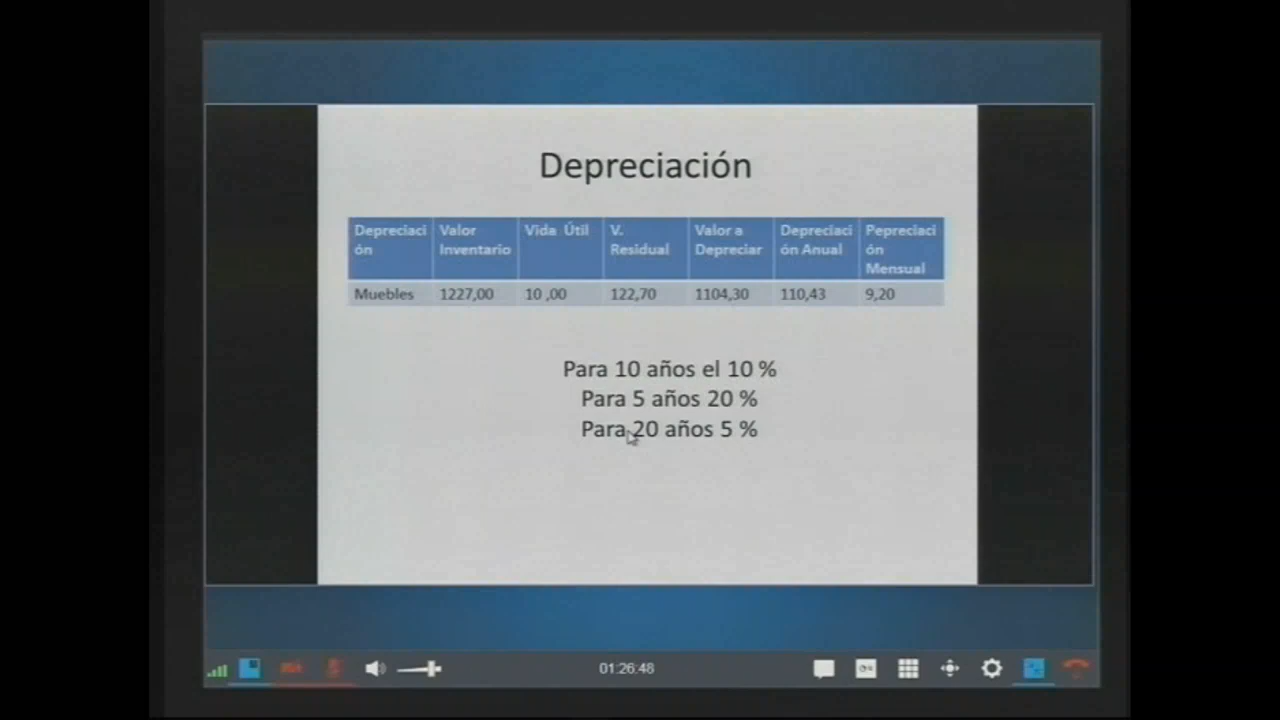 Depreciación
Depreciaci
ón
Valor
Inventario
Vida Útil
V.
Residual
Valor a
Depreciar
Depreciaci
ón Anual
Pepreciaci
ón
Mensual
Muebles 1227,00 10 ,00 122,70 1104,30 110,43 9,20
Para 10 años el 10 %
Para 5 años 20 %
Para 20 años 5 %
01:26:48